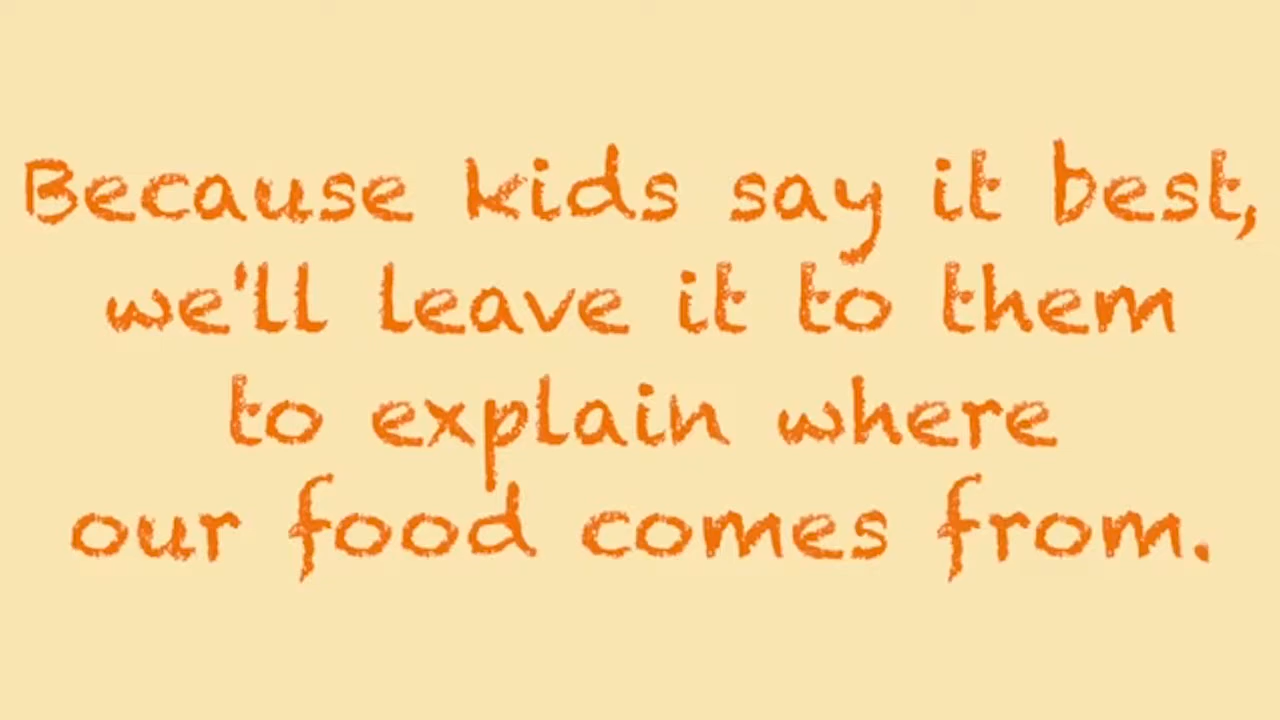 Because kids say it best,
we'll leave it to them
to explain where
our food comes from.